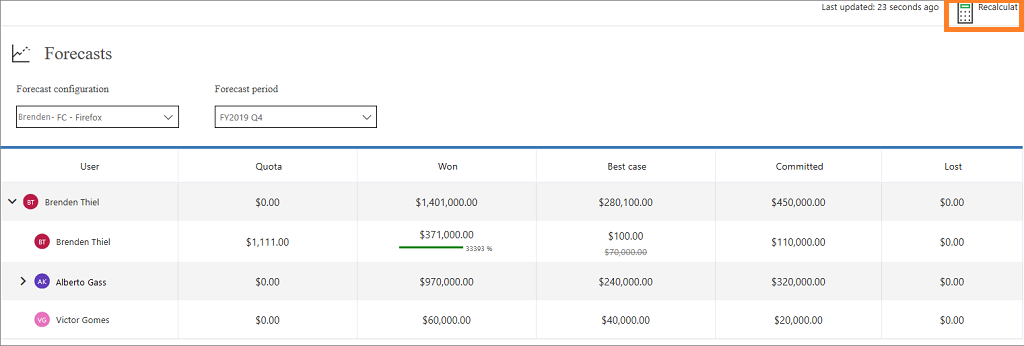 Last updated: 23 seconds ago Recalculat
Forecasts
Forecast configuration Forecast period
Brenden- FC - Firefox FY2019 Q4
User Quota Won Best case Committed Lost
BT Brenden Thiel $0.00 $1,401,000.00 $280,100.00 $450,000.00 $0.00
BT Brenden Thiel $1,111.00 $371,000.00 $100.00 $110,000.00 $0.00
33393 % $70,000.00
AK Alberto Gass $0.00 $970,000.00 $240,000.00 $320,000.00 $0.00
VG Victor Gomes $0.00 $60,000.00 $40,000.00 $20,000.00 $0.00